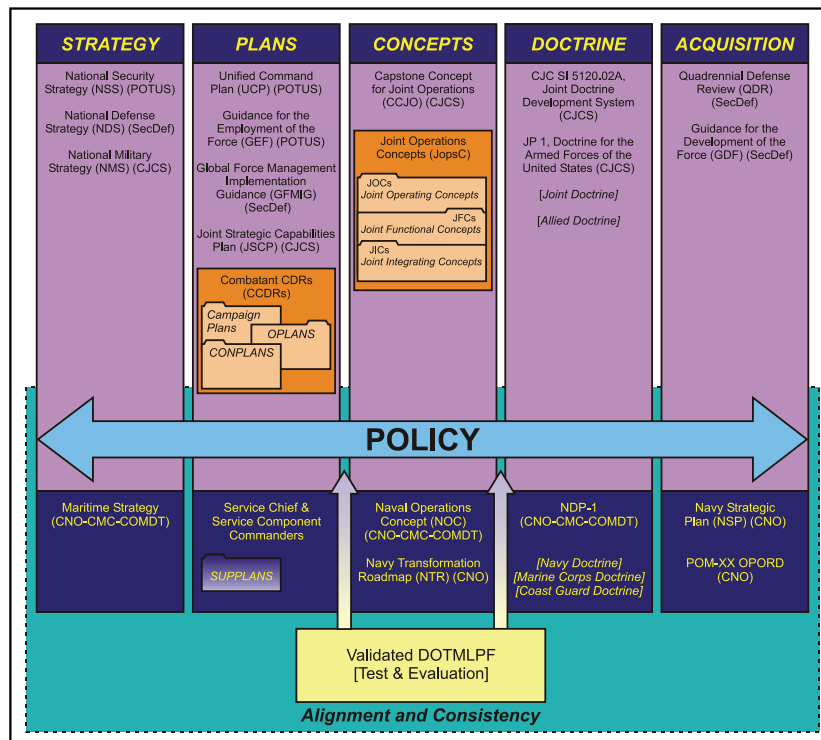 STRATEGY
National Security
Strategy (NSS) (POTUS)
National Defense
Strategy (NDS) (SecDef)
National Military
Strategy (NMS) (CJCS)
PLANS
Unified Command
Plan (UCP) (POTUS)
Guidance for the
Employment of the
Force (GEF) (POTUS)
Global Force Management
Implementation
Guidance (GFMIG)
(SecDef)
Joint Strategic Capabilities
Plan (JSCP) (CJCS)
Combatant CDRs
(CCDRs)
Campaign
Plans
OPLANS
CONPLANS
CONCEPTS
Capstone Concept
for Joint Operations
(CCJO) (CJCS)
Joint Operations
Concepts (JopsC)
JOCs
Joint Operating Concepts
JFCs
Joint Functional Concepts
JICs
Joint Integrating Concepts
DOCTRINE
CJC SI 5120.02A,
Joint Doctrine
Development System
(CJCS)
JP 1, Doctrine for the
Armed Forces of the
United States (CJCS)
[Joint Doctrine]
[Allied Doctrine]
ACQUISITION
Quadrennial Defense
Review (QDR)
(SecDef)
Guidance for the
Development of the
Force (GDF) (SecDef)
POLICY
Maritime Strategy
(CNO-CMC-COMDT)
Service Chief &
Service Component
Commanders
SUPPLANS
Naval Operations
Concept (NOC)
(CNO-CMC-COMDT)
Navy Transformation
Roadmap (NTR) (CNO)
NDP-1
(CNO-CMC-COMDT)
[Navy Doctrine]
[Marine Corps Doctrine]
[Coast Guard Doctrine]
Navy Strategic
Plan (NSP) (CNO)
POM-XX OPORD
(CNO)
Validated DOTMLPF
[Test & Evaluation]
Alignment and Consistency